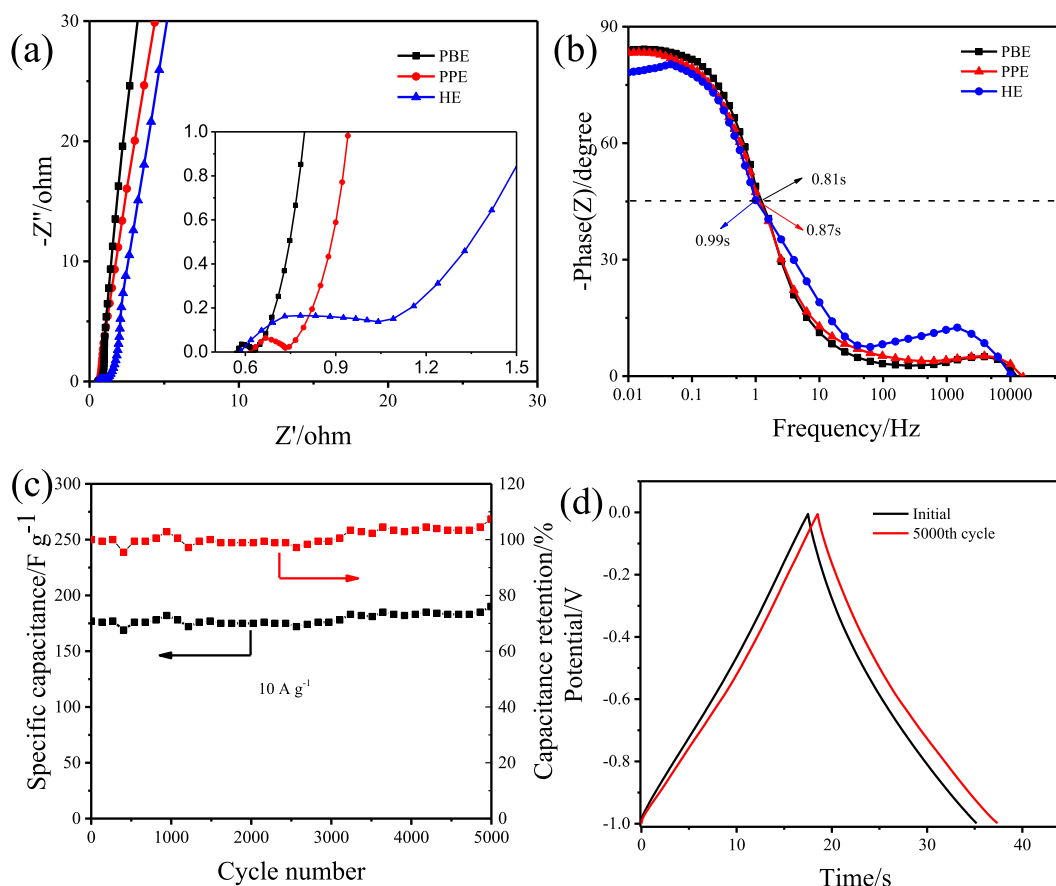 (a)
PBE
PPE
HE
-Z''/ohm
30
20
10
0
0
10
20
30
Z'/ohm
1.0
0.8
0.6
0.4
0.2
0.0
0.6
0.9
1.2
1.5
(b)
PBE
PPE
HE
-Phase(Z)/degree
90
60
30
0
0.81s
0.99s
0.87s
0.01
0.1
1
10
100
1000
10000
Frequency/Hz
(c)
Specific capacitance/F g-1
300
250
200
150
100
50
0
10 A g-1
120
100
80
60
40
20
0
Capacitance retention/%
0
1000
2000
3000
4000
5000
Cycle number
(d)
Initial
5000th cycle
Potential/V
0.0
-0.2
-0.4
-0.6
-0.8
-1.0
0
10
20
30
40
Time/s